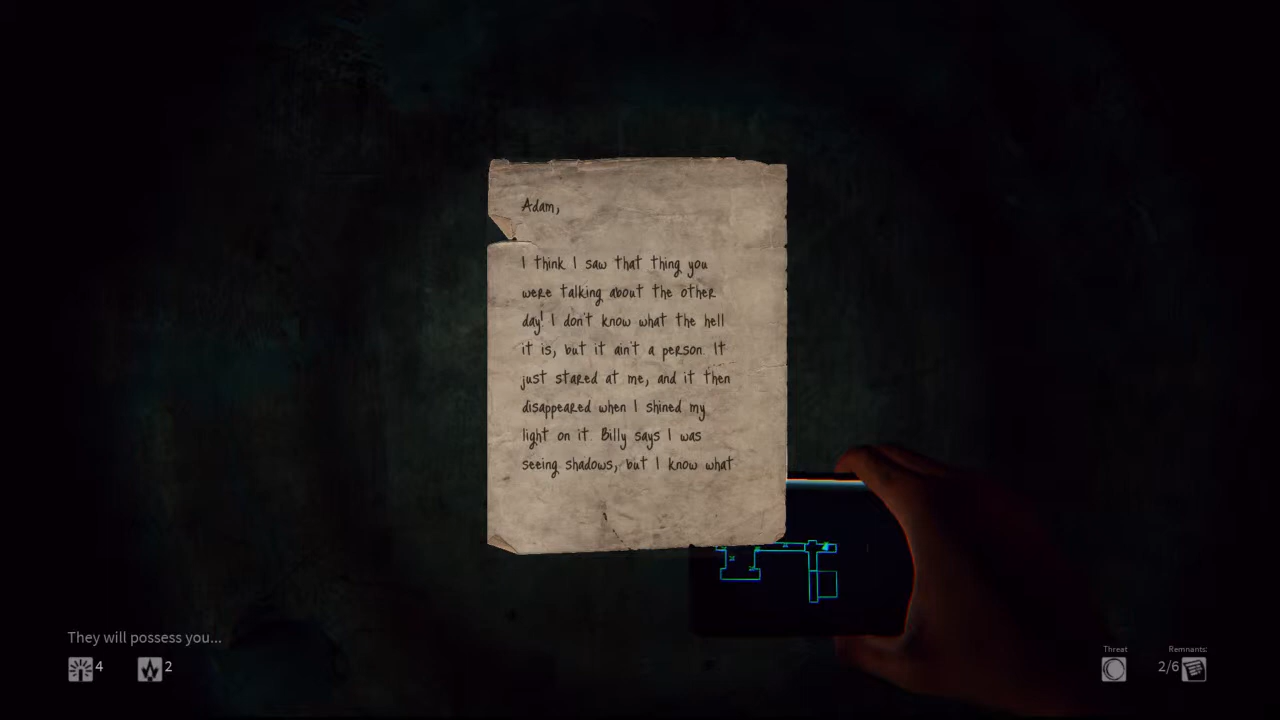 Adam,
I think I saw that thing you
were talking about the other
day! I don't know what the hell
it is, but it ain't a person. It
just stared at me, and it then
disappeared when I shined my
light on it. Billy says I was
seeing shadows, but I know what
They will possess you...
4
2
Threat
Remnants:
2/6